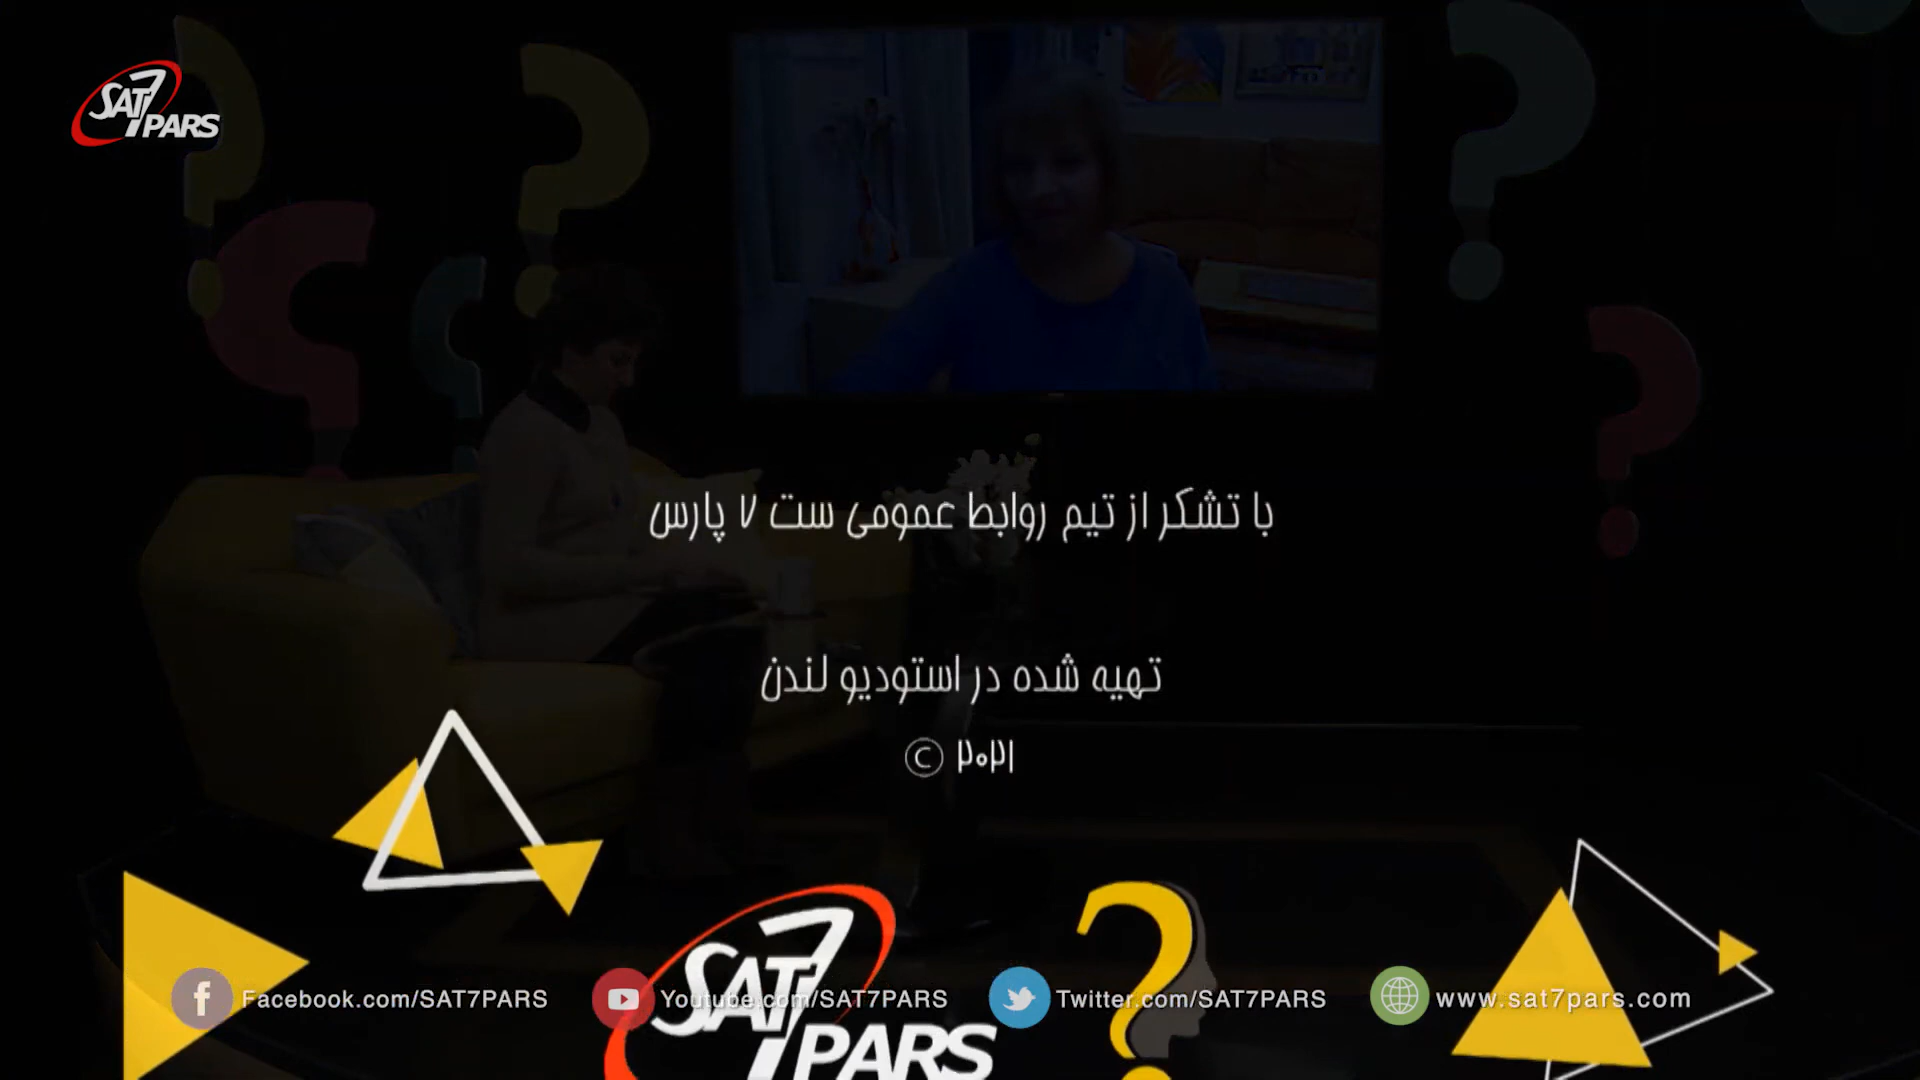 SAT7 PARS
با تشکر از تیم روابط عمومی ست ۷ پارس
تهیه شده در استودیو لندن
© ۲۰۲۱
SAT7 PARS
Facebook.com/SAT7PARS
Youtube.com/SAT7PARS
Twitter.com/SAT7PARS
www.sat7pars.com